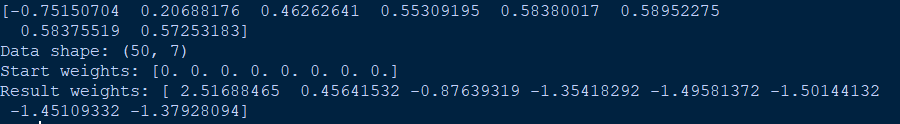 [-0.75150704  0.20688176  0.46262641  0.55309195  0.58380017  0.58952275
  0.58375519  0.57253183]
Data shape: (50, 7)
Start weights: [0. 0. 0. 0. 0. 0. 0. 0.]
Result weights: [ 2.51688465  0.45641532 -0.87639319 -1.35418292 -1.49581372 -1.50144132
 -1.45109332 -1.37928094]